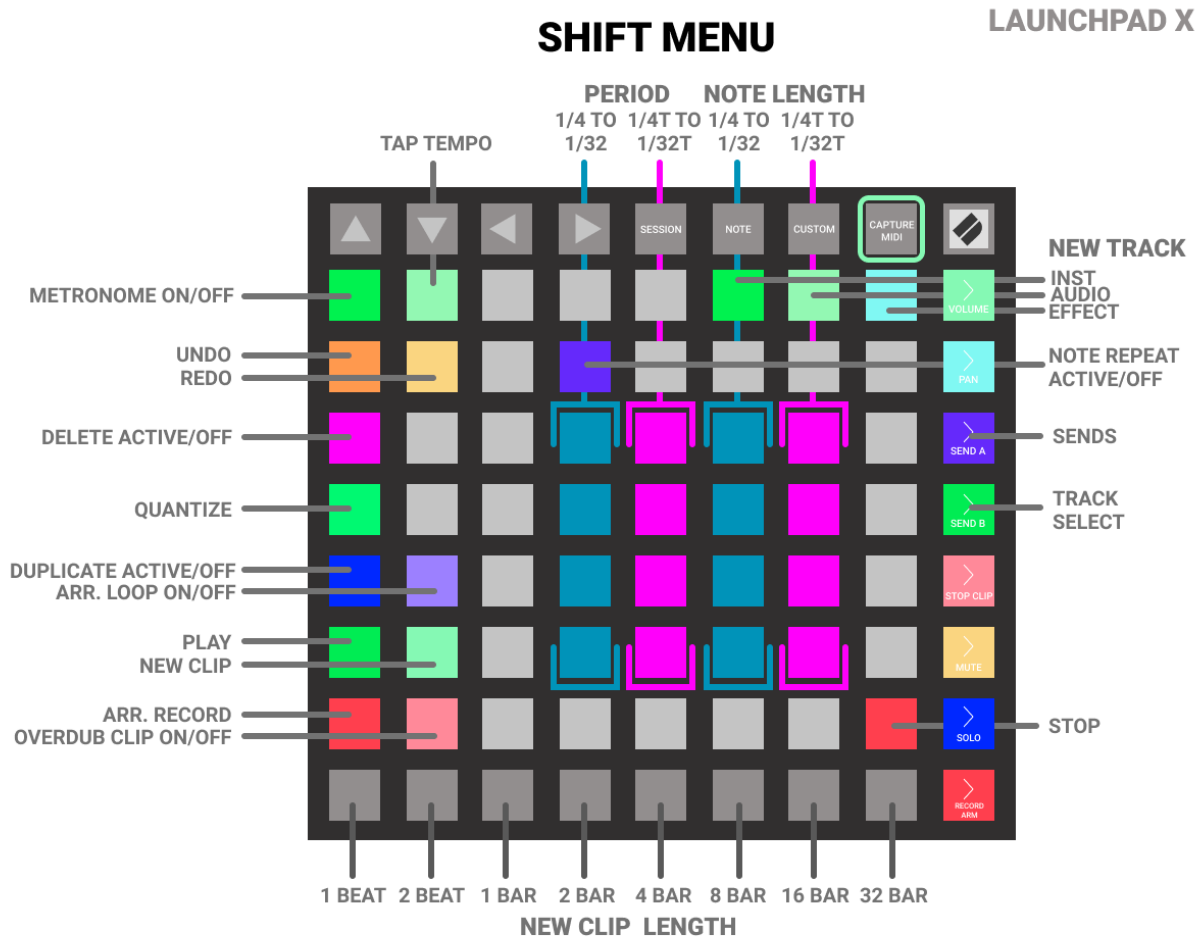 LAUNCHPAD X
SHIFT MENU
PERIOD
NOTE LENGTH
1/4 TO
1/32
1/4T TO
1/32T
1/4 TO
1/32
1/4T TO
1/32T
TAP TEMPO
SESSION
NOTE
CUSTOM
CAPTURE
MIDI
NEW TRACK
INST
AUDIO
EFFECT
METRONOME ON/OFF
VOLUME
UNDO
REDO
PAN
NOTE REPEAT
ACTIVE/OFF
DELETE ACTIVE/OFF
SEND A
SENDS
QUANTIZE
SEND B
TRACK
SELECT
DUPLICATE ACTIVE/OFF
ARR. LOOP ON/OFF
STOP CLIP
PLAY
NEW CLIP
MUTE
ARR. RECORD
OVERDUB CLIP ON/OFF
SOLO
STOP
RECORD
ARM
1 BEAT
2 BEAT
1 BAR
2 BAR
4 BAR
8 BAR
16 BAR
32 BAR
NEW CLIP LENGTH